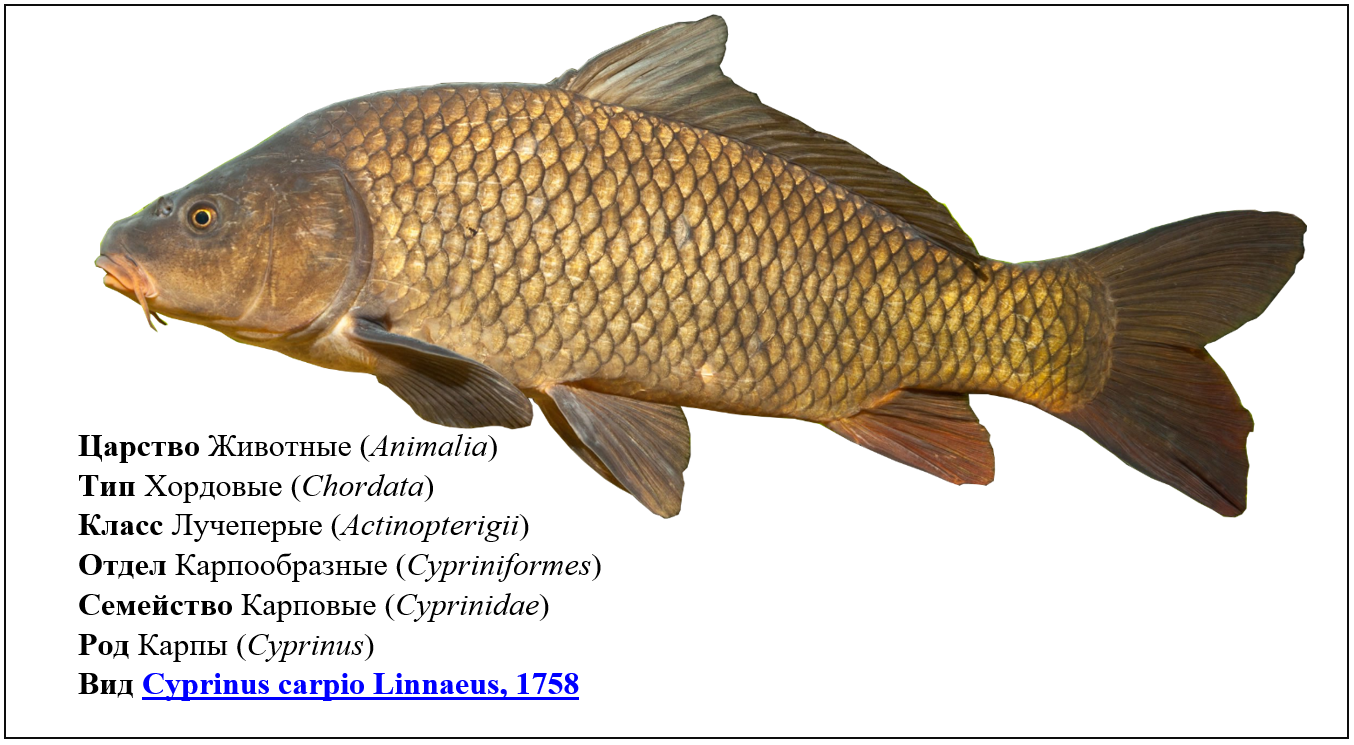 Царство Животные (Animalia)
Тип Хордовые (Chordata)
Класс Лучеперые (Actinopterigii)
Отдел Карпообразные (Cypriniformes)
Семейство Карповые (Cyprinidae)
Род Карпы (Cyprinus)
Вид Cyprinus carpio Linnaeus, 1758